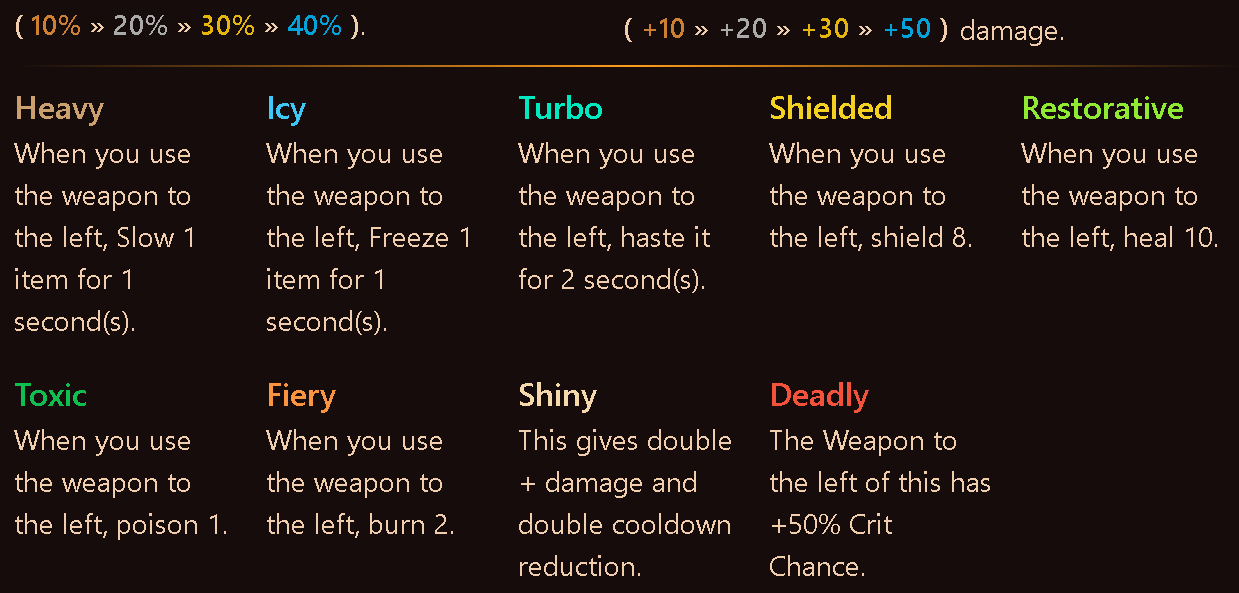 ( 10% » 20% » 30% » 40% ).
( +10 » +20 » +30 » +50 ) damage.
Heavy
When you use
the weapon to
the left, Slow 1
item for 1
second(s).
Icy
When you use
the weapon to
the left, Freeze 1
item for 1
second(s).
Turbo
When you use
the weapon to
the left, haste it
for 2 second(s).
Shielded
When you use
the weapon to
the left, shield 8.
Restorative
When you use
the weapon to
the left, heal 10.
Toxic
When you use
the weapon to
the left, poison 1.
Fiery
When you use
the weapon to
the left, burn 2.
Shiny
This gives double
+ damage and
double cooldown
reduction.
Deadly
The Weapon to
the left of this has
+50% Crit
Chance.